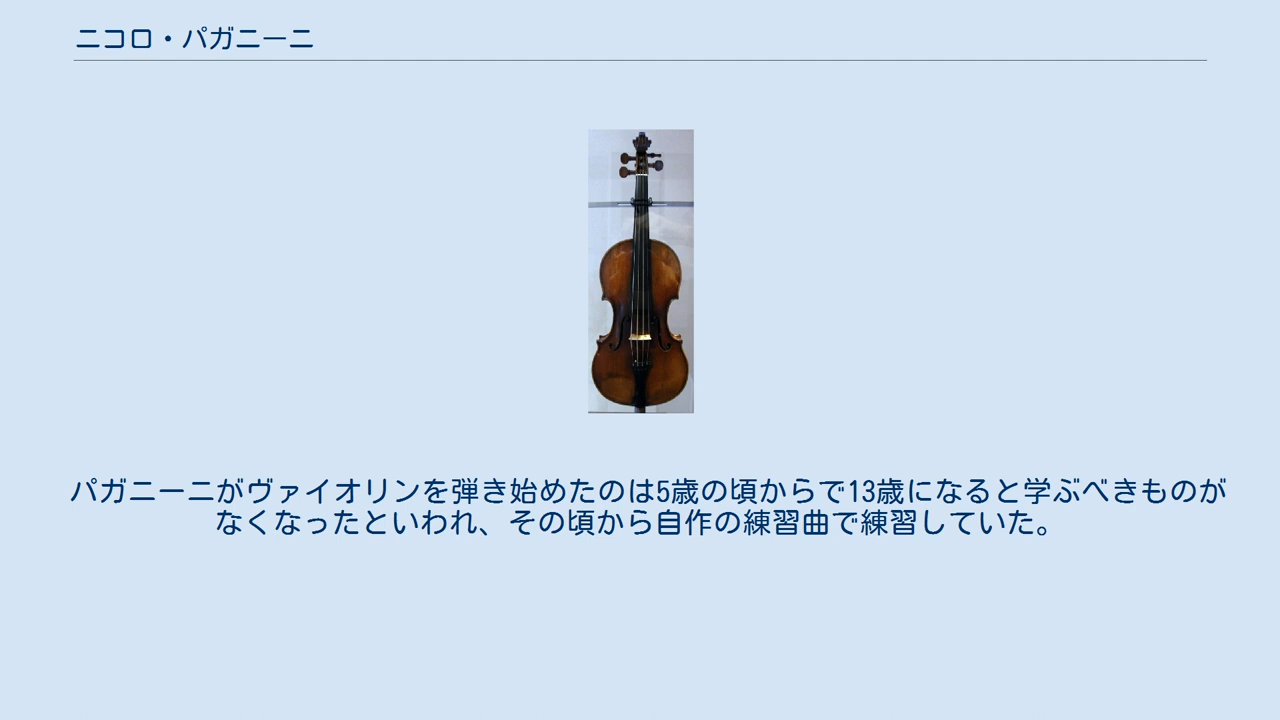 ニコロ・パガニーニ
パガニーニがヴァイオリンを弾き始めたのは5歳の頃からで13歳になると学ぶべきものが
なくなったといわれ、その頃から自作の練習曲で練習していた。